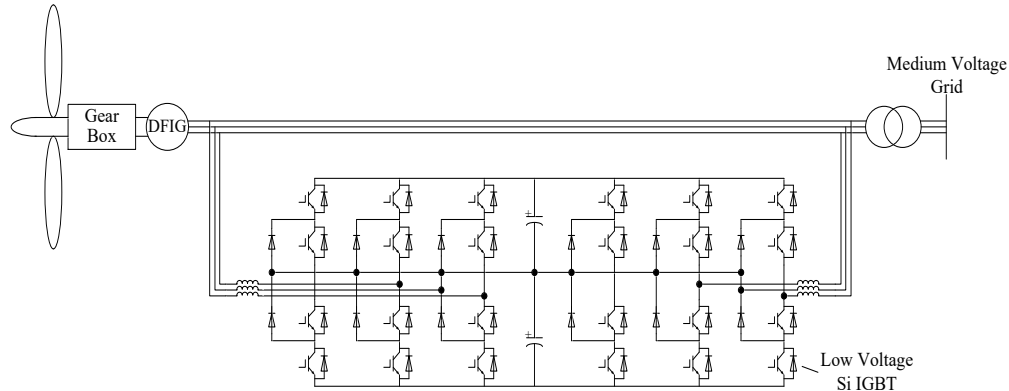 Medium Voltage
Grid
Gear
Box
DFIG
+
+
Low Voltage
Si IGBT